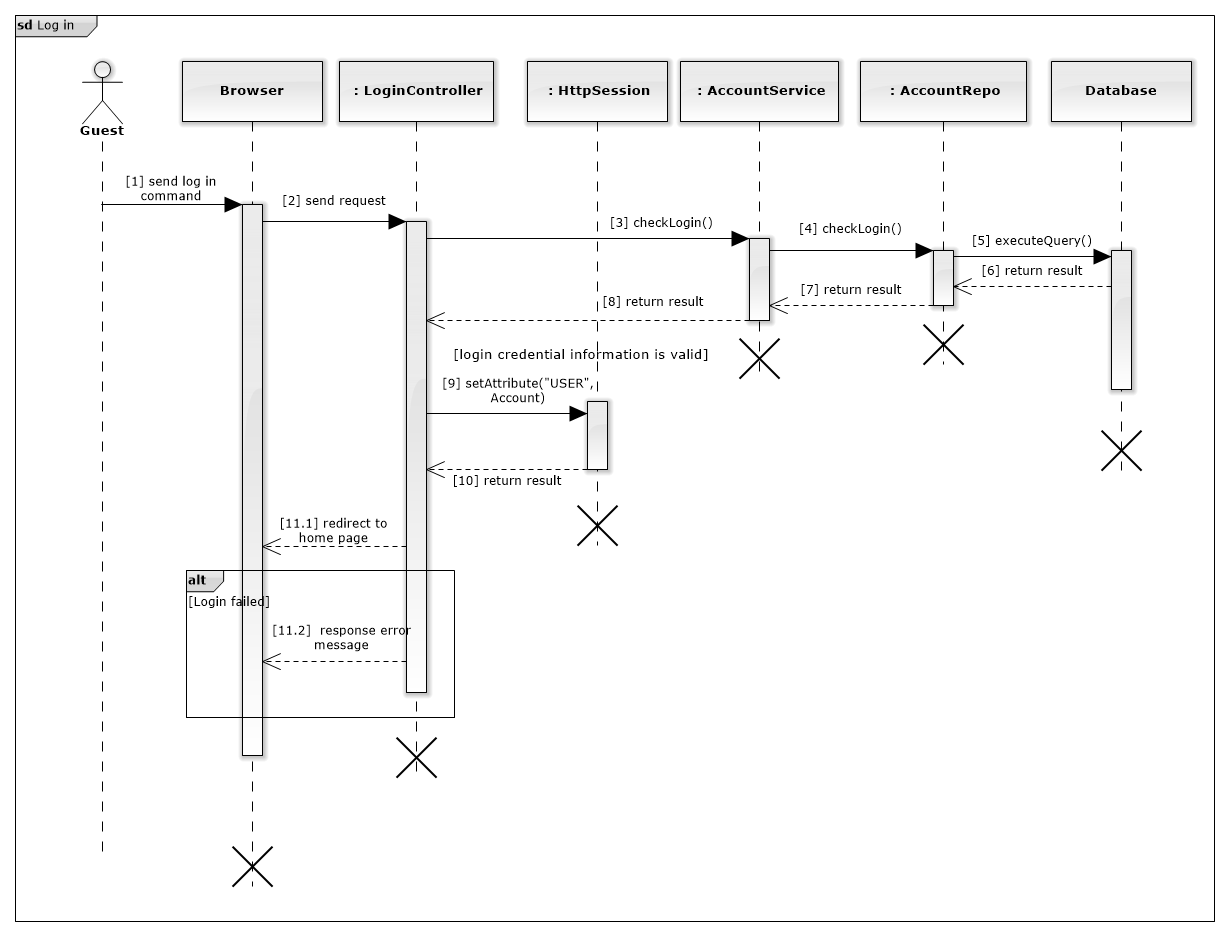 sd Log in
Guest
Browser
: LoginController
: HttpSession
: AccountService
: AccountRepo
Database
[1] send log in
command
[2] send request
[3] checkLogin()
[4] checkLogin()
[5] executeQuery()
[6] return result
[7] return result
[8] return result
[login credential information is valid]
[9] setAttribute("USER",
Account)
[10] return result
[11.1] redirect to
home page
alt
[Login failed]
[11.2]  response error
message